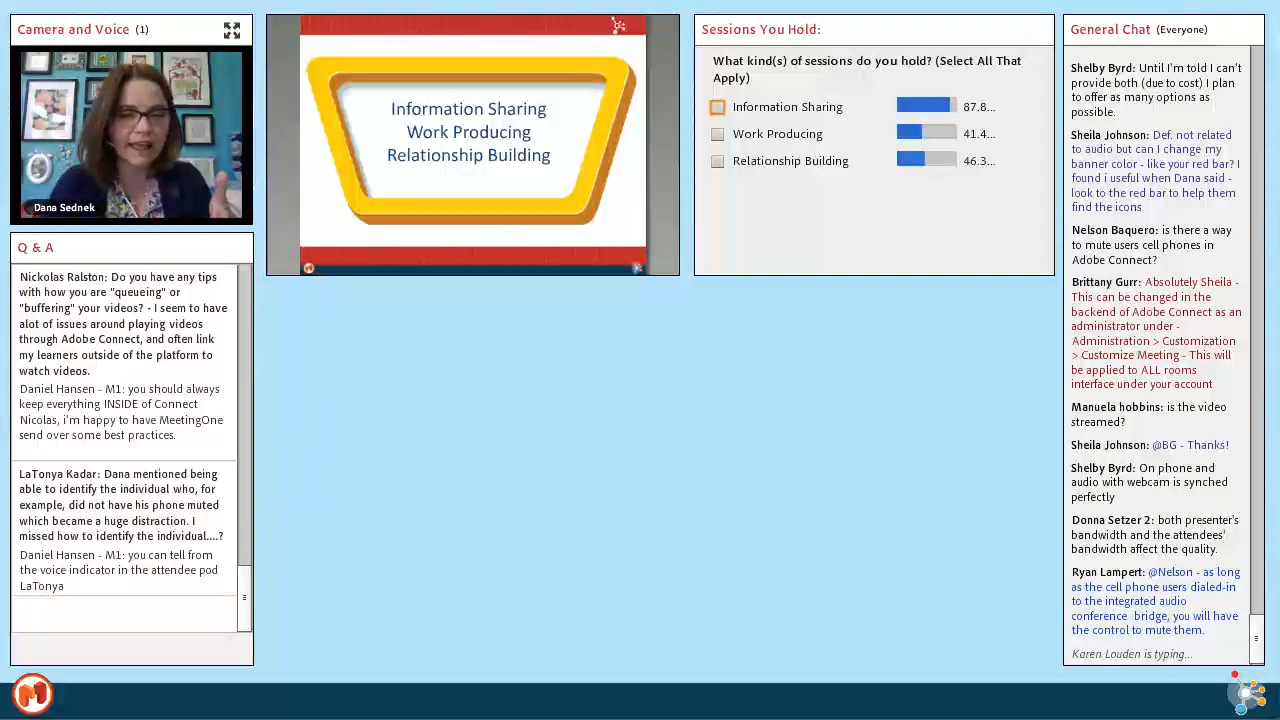 Camera and Voice (1)
Dana Sednek
Q & A
Nickolas Ralston: Do you have any tips
with how you are "queueing" or
"buffering" your videos? - I seem to have
alot of issues around playing videos
through Adobe Connect, and often link
my learners outside of the platform to
watch videos.
Daniel Hansen - M1: you should always
keep everything INSIDE of Connect
Nicolas, i'm happy to have MeetingOne
send over some best practices.
LaTonya Kadar: Dana mentioned being
able to identify the individual who, for
example, did not have his phone muted
which became a huge distraction. I
missed how to identify the individual....?
Daniel Hansen - M1: you can tell from
the voice indicator in the attendee pod
LaTonya
Information Sharing
Work Producing
Relationship Building
Sessions You Hold:
What kind(s) of sessions do you hold? (Select All That
Apply)
Information Sharing 87.8...
Work Producing 41.4...
Relationship Building 46.3...
General Chat (Everyone)
Shelby Byrd: Until I'm told I can't
provide both (due to cost) I plan
to offer as many options as
possible.
Sheila Johnson: Def. not related
to audio but can I change my
banner color - like your red bar? I
found i useful when Dana said -
look to the red bar to help them
find the icons
Nelson Baquero: is there a way
to mute users cell phones in
Adobe Connect?
Brittany Gurr: Absolutely Sheila -
This can be changed in the
backend of Adobe Connect as an
administrator under -
Administration > Customization
> Customize Meeting - This will
be applied to ALL rooms
interface under your account
Manuela hobbins: is the video
streamed?
Sheila Johnson: @BG - Thanks!
Shelby Byrd: On phone and
audio with webcam is synched
perfectly
Donna Setzer 2: both presenter's
bandwidth and the attendees'
bandwidth affect the quality.
Ryan Lampert: @Nelson - as long
as the cell phone users dialed-in
to the integrated audio
conference bridge, you will have
the control to mute them.
Karen Louden is typing...